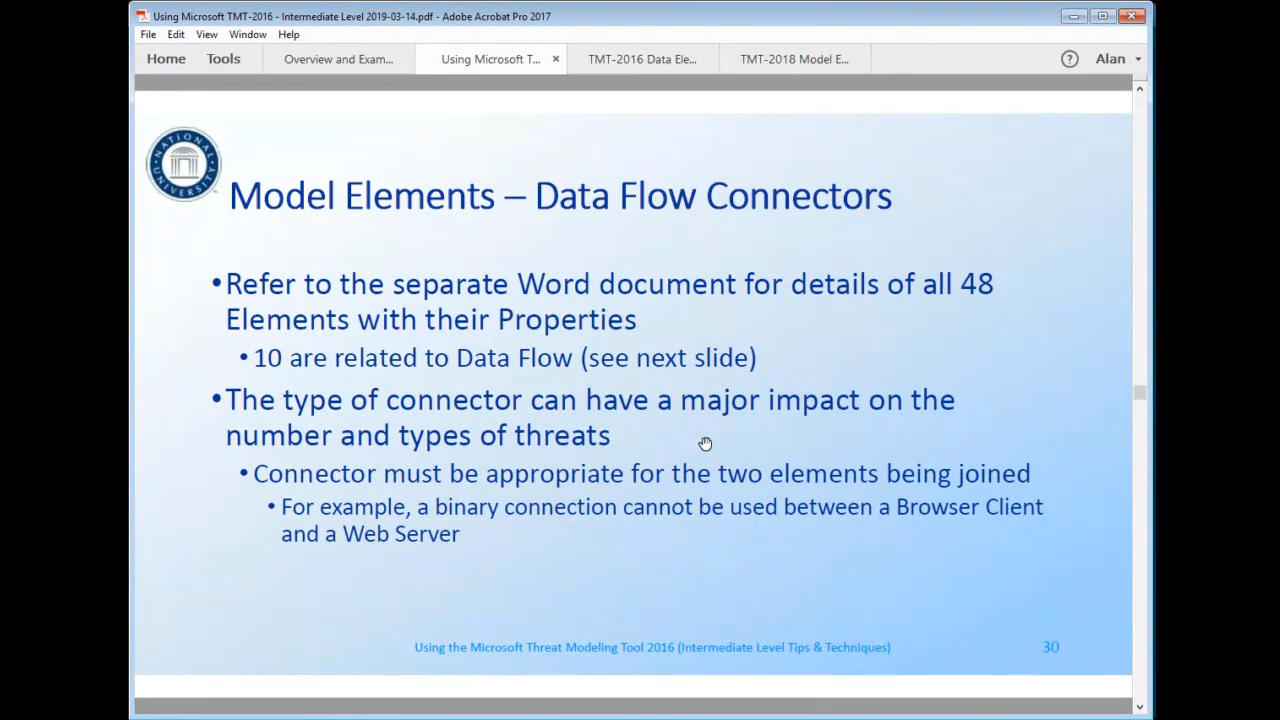 Using Microsoft TMT-2016 - Intermediate Level 2019-03-14.pdf - Adobe Acrobat Pro 2017
File Edit View Window Help
Home Tools Overview and Exam... Using Microsoft T... × TMT-2016 Data Ele... TMT-2018 Model E... ? Alan
NATIONAL UNIVERSITY
Model Elements – Data Flow Connectors
•Refer to the separate Word document for details of all 48
Elements with their Properties
• 10 are related to Data Flow (see next slide)
•The type of connector can have a major impact on the
number and types of threats
• Connector must be appropriate for the two elements being joined
• For example, a binary connection cannot be used between a Browser Client
and a Web Server
Using the Microsoft Threat Modeling Tool 2016 (Intermediate Level Tips & Techniques) 30